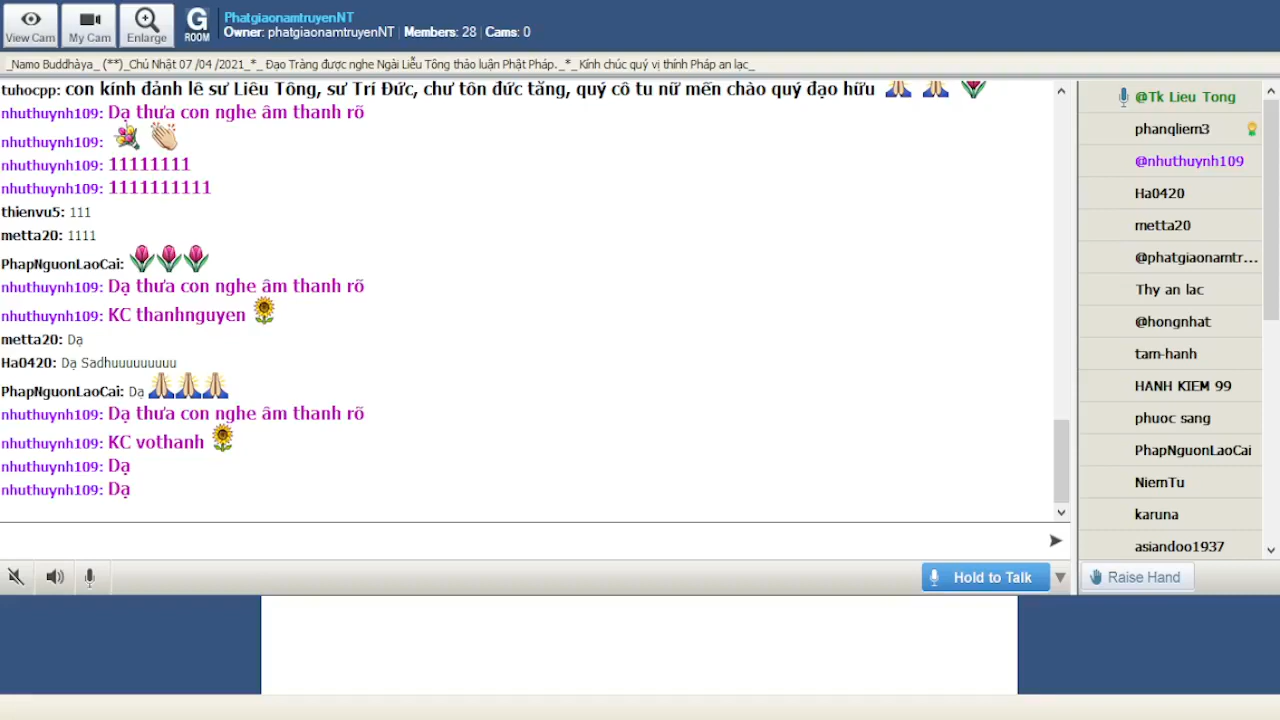 View Cam
My Cam
Enlarge
G ROOM
PhatgiaonamtruyenNT
Owner: phatgiaonamtruyenNT | Members: 28 | Cams: 0
_Namo Buddhàya_ (**)_Chủ Nhật 07 /04 /2021_*_ Đạo Tràng được nghe Ngài Liễu Tông thảo luận Phật Pháp._*_Kính chúc quý vị thính Pháp an lạc_
tuhocpp: con kính đảnh lê sư Liêu Tông, sư Trí Đức, chư tôn đức tăng, quý cô tu nữ mến chào quý đạo hữu
nhuthuynh109: Dạ thưa con nghe âm thanh rõ
nhuthuynh109:
nhuthuynh109: 11111111
nhuthuynh109: 1111111111
thienvu5: 111
metta20: 1111
PhapNguonLaoCai:
nhuthuynh109: Dạ thưa con nghe âm thanh rõ
nhuthuynh109: KC thanhnguyen
metta20: Dạ
Ha0420: Dạ Sadhuuuuuuuuu
PhapNguonLaoCai: Dạ
nhuthuynh109: Dạ thưa con nghe âm thanh rõ
nhuthuynh109: KC vothanh
nhuthuynh109: Dạ
nhuthuynh109: Dạ
@Tk Lieu Tong
phanqliem3
@nhuthuynh109
Ha0420
metta20
@phatgiaonamtr...
Thy an lac
@hongnhat
tam-hanh
HANH KIEM 99
phuoc sang
PhapNguonLaoCai
NiemTu
karuna
asiandoo1937
Hold to Talk
Raise Hand